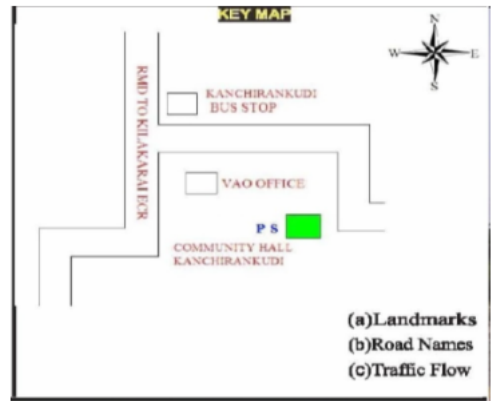 KEY MAP
N
W E
S
RMD TO KILAKARAI ECR
KANCHIRANKUDI
BUS STOP
VAO OFFICE
P S
COMMUNITY HALL
KANCHIRANKUDI
(a)Landmarks
(b)Road Names
(c)Traffic Flow